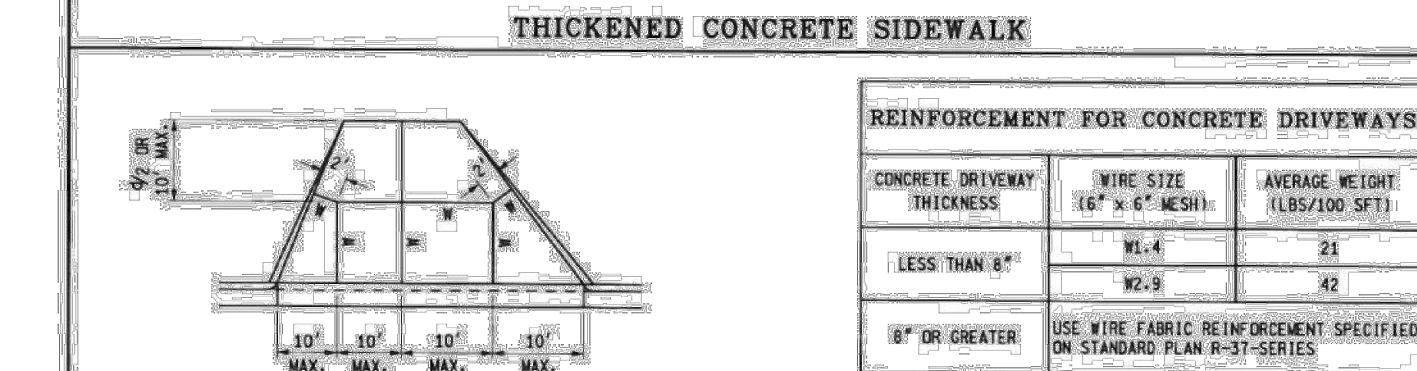 THICKENED CONCRETE SIDEWALK
REINFORCEMENT FOR CONCRETE DRIVEWAYS
CONCRETE DRIVEWAY
THICKNESS
WIRE SIZE
(6" x 6" MESH)
AVERAGE WEIGHT
(LBS/100 SFT)
LESS THAN 8"
W1.4
21
W2.9
42
8" OR GREATER
USE WIRE FABRIC REINFORCEMENT SPECIFIED
ON STANDARD PLAN R-37-SERIES
d/2 OR
10' MAX.
2'
2'
W
W
W
W
W
W
10'
10'
10'
10'
MAX.
MAX.
MAX.
MAX.